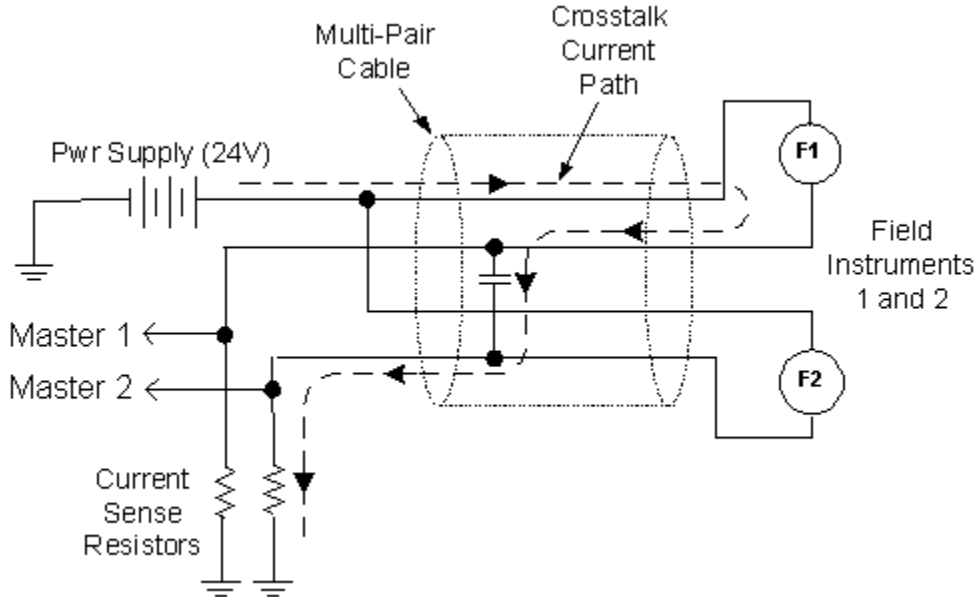 Multi-Pair
Cable
Crosstalk
Current
Path
Pwr Supply (24V)
F1
Field
Instruments
1 and 2
Master 1
Master 2
F2
Current
Sense
Resistors